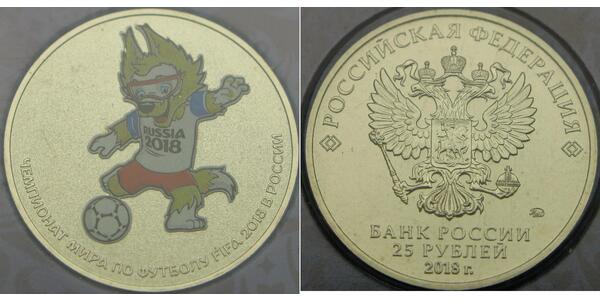 RUSSIA
2018
ЧЕМПИОНАТ МИРА ПО ФУТБОЛУ FIFA 2018 В РОССИИ
РОССИЙСКАЯ ФЕДЕРАЦИЯ
БАНК РОССИИ
25 РУБЛЕЙ
2018 г.